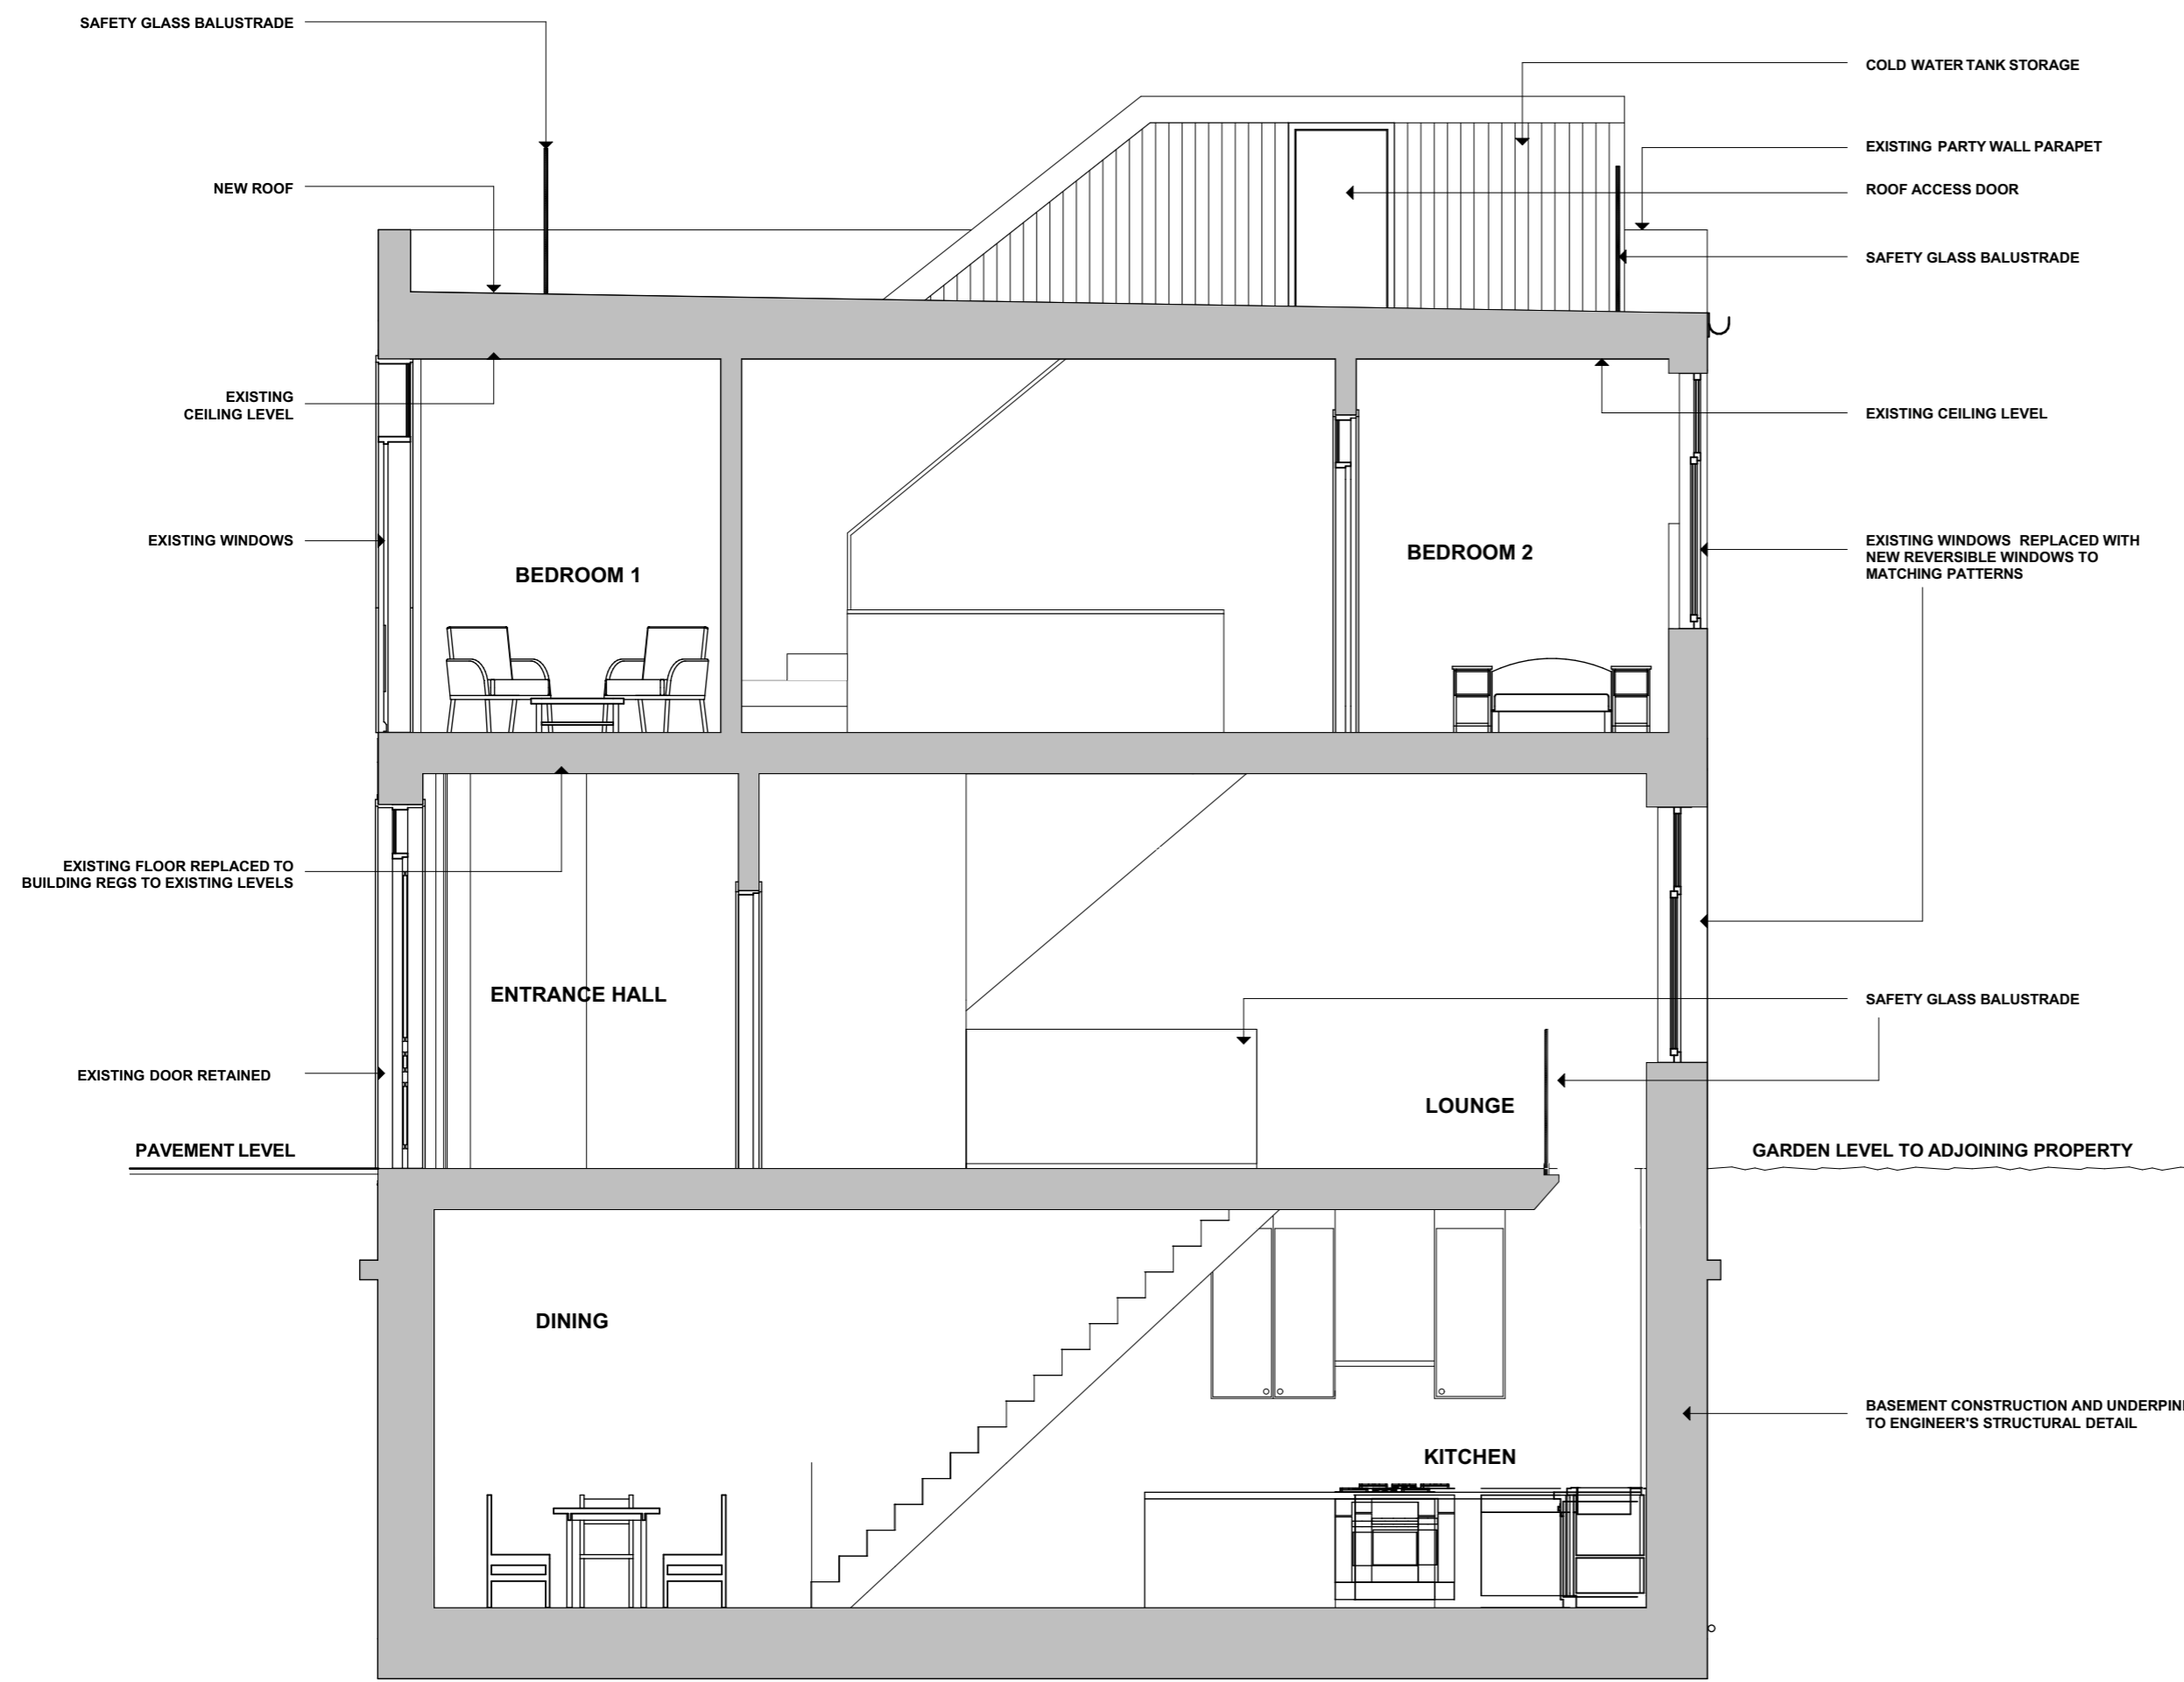 SAFETY GLASS BALUSTRADE
COLD WATER TANK STORAGE
EXISTING PARTY WALL PARAPET
NEW ROOF
ROOF ACCESS DOOR
SAFETY GLASS BALUSTRADE
EXISTING
CEILING LEVEL
EXISTING CEILING LEVEL
EXISTING WINDOWS
BEDROOM 1
BEDROOM 2
EXISTING WINDOWS REPLACED WITH
NEW REVERSIBLE WINDOWS TO
MATCHING PATTERNS
EXISTING FLOOR REPLACED TO
BUILDING REGS TO EXISTING LEVELS
ENTRANCE HALL
SAFETY GLASS BALUSTRADE
EXISTING DOOR RETAINED
LOUNGE
PAVEMENT LEVEL
GARDEN LEVEL TO ADJOINING PROPERTY
DINING
KITCHEN
BASEMENT CONSTRUCTION AND
TO ENGINEER'S STRUCTURAL DETAIL